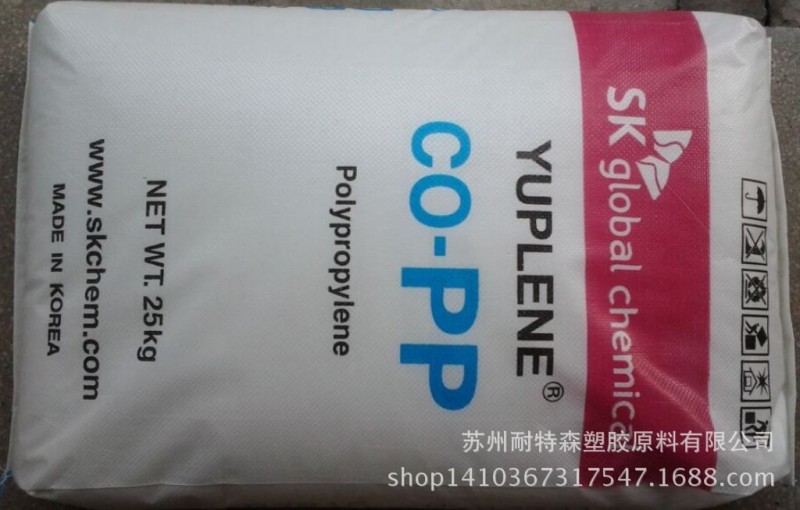 SK global chemical
YUPLENE®
CO-PP
Polypropylene
NET WT. 25kg
www.skchem.com
MADE IN KOREA
苏州耐特森塑胶原料有限公司
shop1410367317547.1688.com